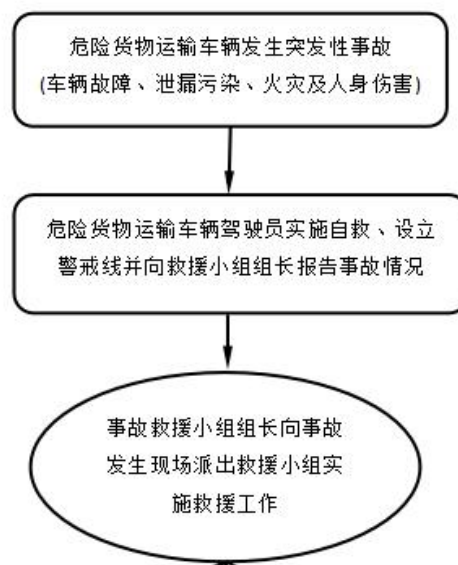 危险货物运输车辆发生突发性事故
(车辆故障、泄漏污染、火灾及人身伤害)
危险货物运输车辆驾驶员实施自救、设立
警戒线并向救援小组组长报告事故情况
事故救援小组组长向事故
发生现场派出救援小组实
施救援工作